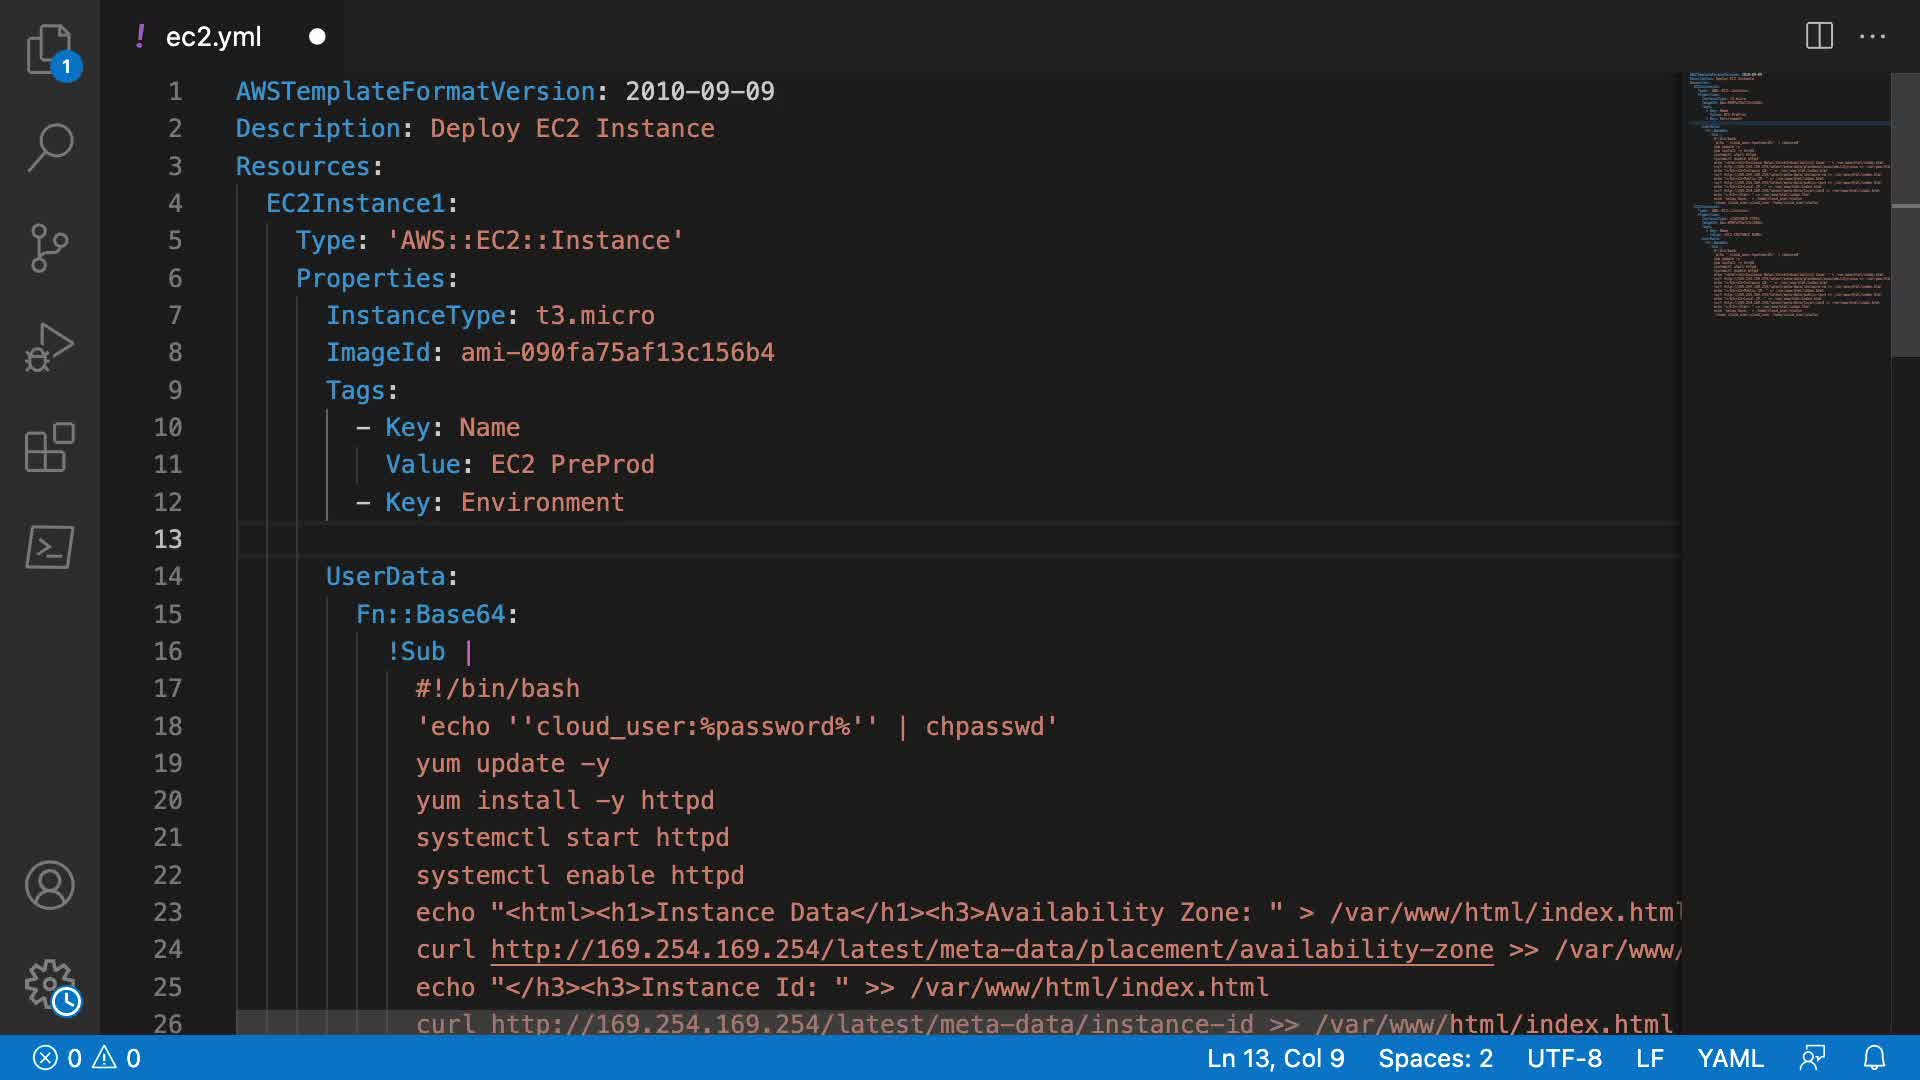 1
! ec2.yml
1 AWSTemplateFormatVersion: 2010-09-09
2 Description: Deploy EC2 Instance
3 Resources:
4 EC2Instance1:
5 Type: 'AWS::EC2::Instance'
6 Properties:
7 InstanceType: t3.micro
8 ImageId: ami-090fa75af13c156b4
9 Tags:
10 - Key: Name
11 Value: EC2 PreProd
12 - Key: Environment
13
14 UserData:
15 Fn::Base64:
16 !Sub |
17 #!/bin/bash
18 'echo ''cloud_user:%password%'' | chpasswd'
19 yum update -y
20 yum install -y httpd
21 systemctl start httpd
22 systemctl enable httpd
23 echo "<html><h1>Instance Data</h1><h3>Availability Zone: " > /var/www/html/index.html
24 curl http://169.254.169.254/latest/meta-data/placement/availability-zone >> /var/www/
25 echo "</h3><h3>Instance Id: " >> /var/www/html/index.html
26 curl http://169.254.169.254/latest/meta-data/instance-id >> /var/www/html/index.html
0 0 Ln 13, Col 9 Spaces: 2 UTF-8 LF YAML